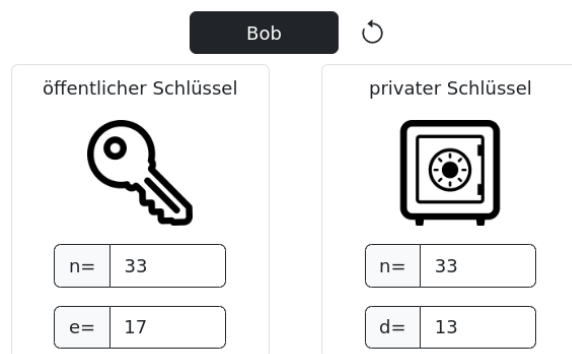 Bob
öffentlicher Schlüssel
privater Schlüssel
n= 33
n= 33
e= 17
d= 13